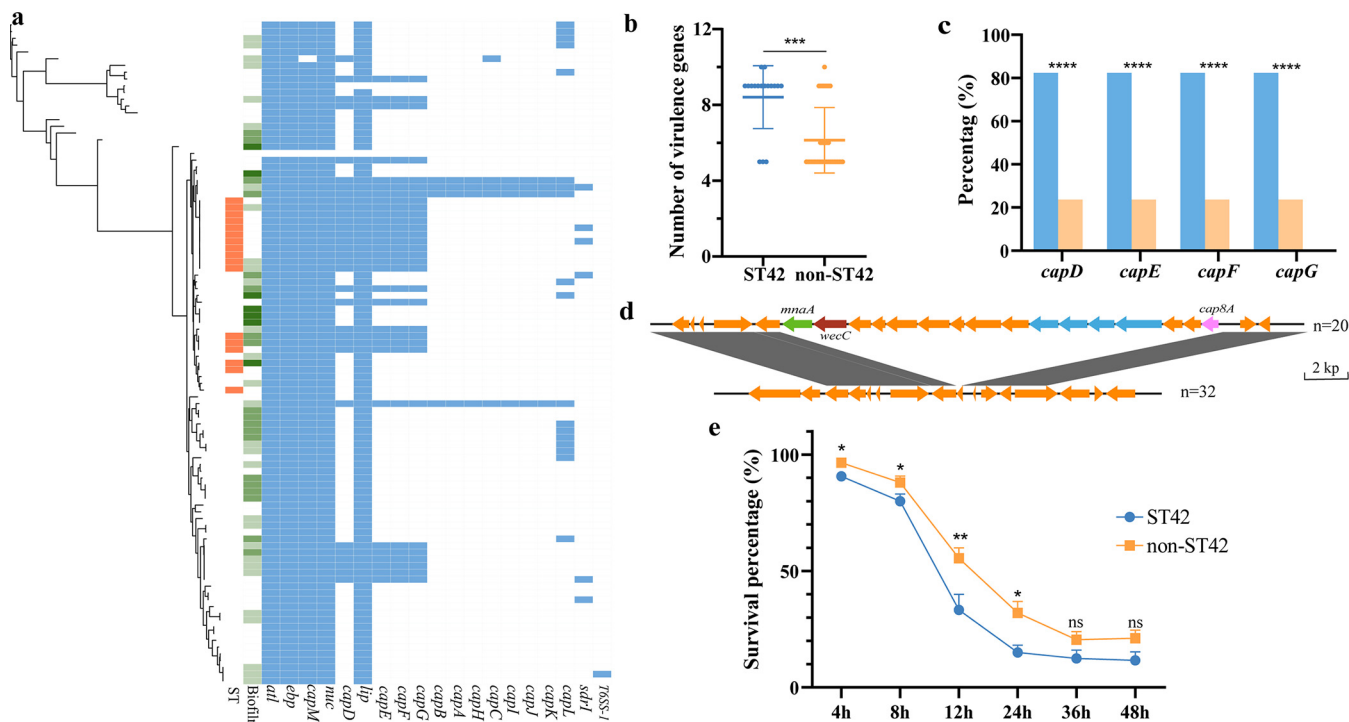 a
ST
Biofilm
atl
ebp
capM
nuc
capD
lip
capE
capF
capG
capB
capA
capH
capC
capI
capJ
capK
capL
sdrI
T6SS-1
b
Number of virulence genes
12
8
4
0
***
ST42 non-ST42
c
Percentag (%)
100
80
60
40
20
0
**** **** **** ****
capD capE capF capG
d
mnaA
wecC
cap8A
n=20
2 kp
n=32
e
Survival percentage (%)
100
50
0
*
*
**
*
ns
ns
ST42
non-ST42
4h 8h 12h 24h 36h 48h